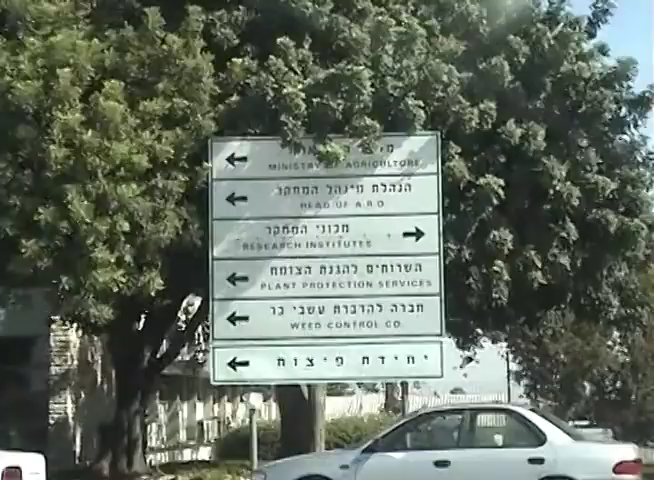 MINISTRY OF AGRICULTURE
הנהלת מינהל המחקר
HEAD OF A.R.O
מכוני המחקר
RESEARCH INSTITUTES
השרותים להגנת הצומח
PLANT PROTECTION SERVICES
חברה להדברת עשבי בר
WEED CONTROL CO.
יחידת פיצוח